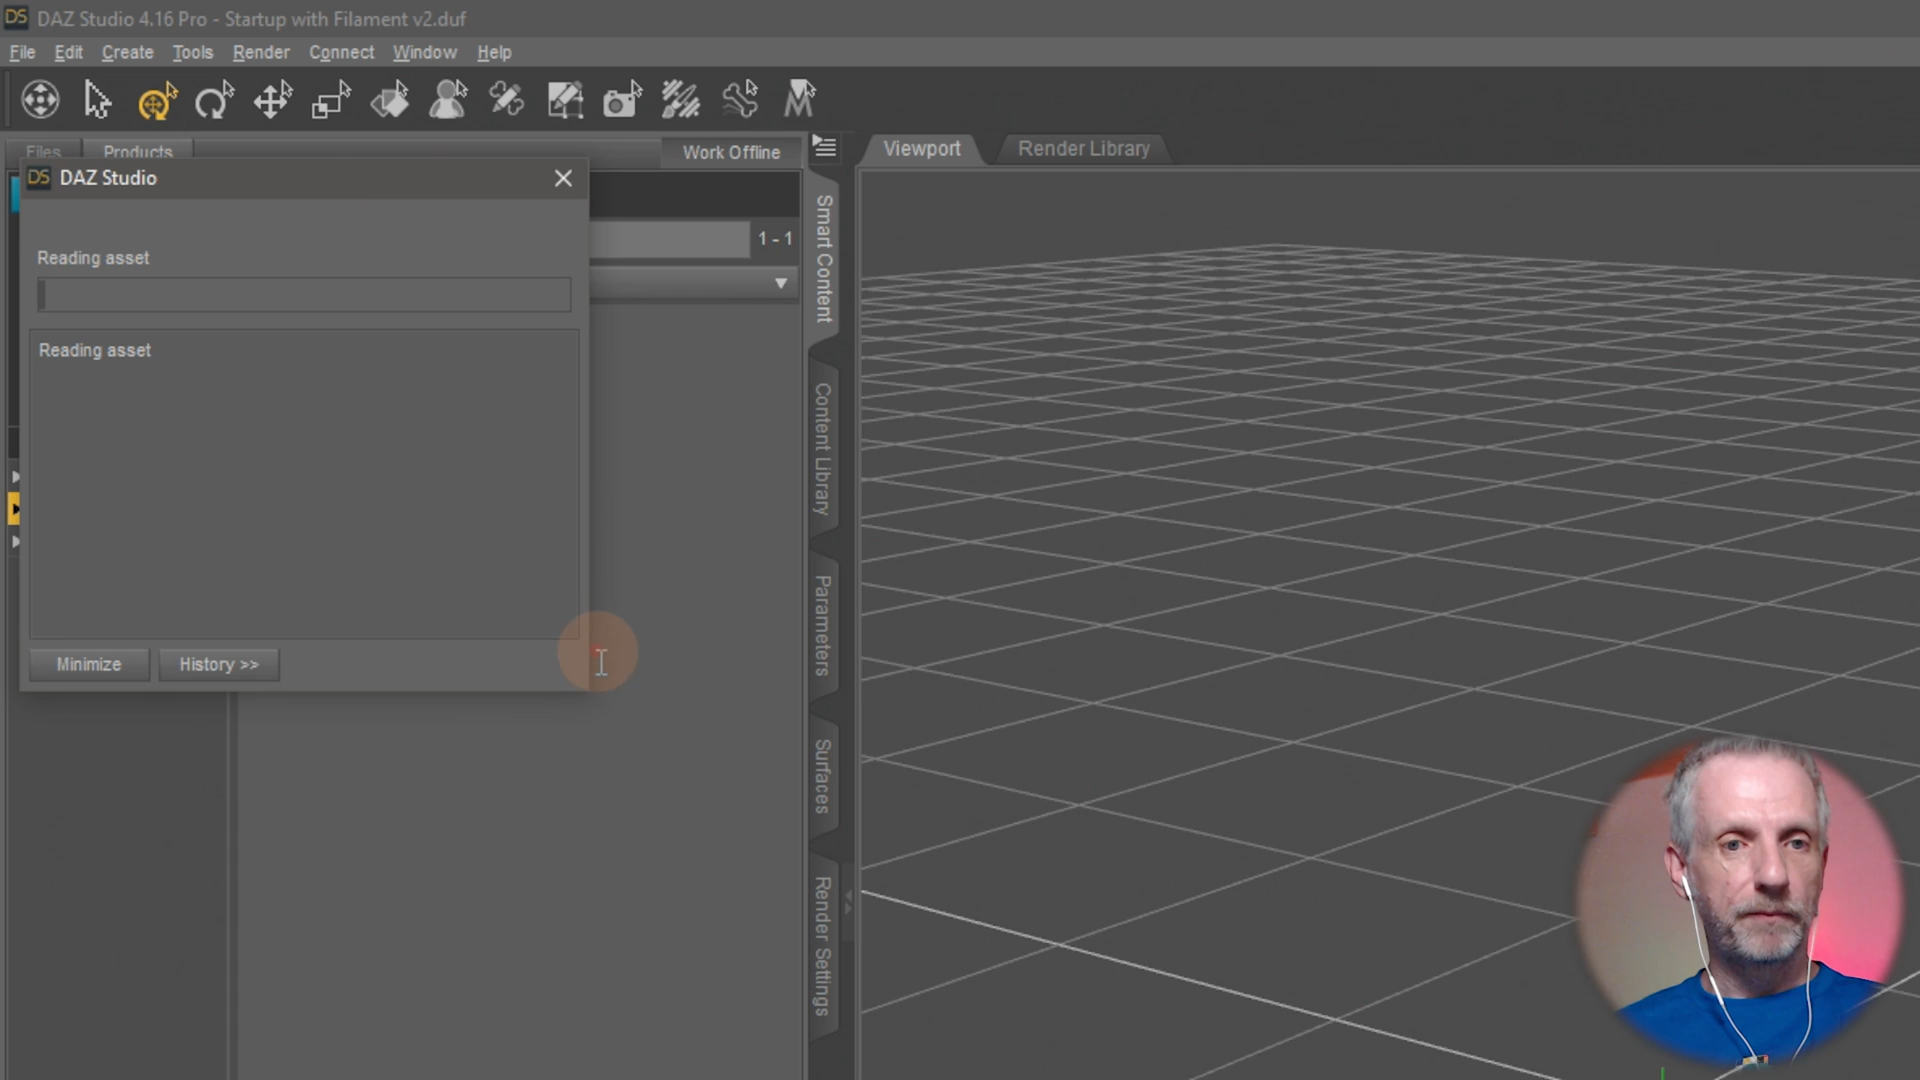 DS DAZ Studio 4.16 Pro - Startup with Filament v2.duf
File Edit Create Tools Render Connect Window Help
Files Products Work Offline
Viewport Render Library
DS DAZ Studio
1 - 1
Reading asset
Reading asset
Minimize History >>
Smart Content
Content Library
Parameters
Surfaces
Render Settings